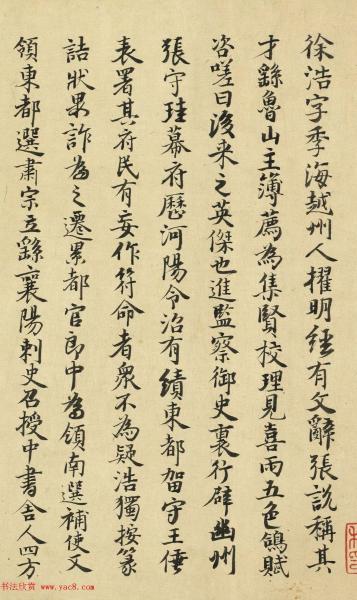 徐浩字季海越州人擢明經有文辭張說稱其
才繇魯山主簿薦為集賢校理見喜雨五色鴿賦
咨嗟曰後来之英傑也進監察御史裏行辟幽州
張守珪幕府歷河陽令治有績東都留守王倕
表署其府民有妄作符命者衆不為疑浩獨按篆
詰狀果詐為之遷累都官郎中為領南選補使又
領東都選肅宗立繇襄陽刺史召授中書舍人四方
书法欣赏
www.yac8.com